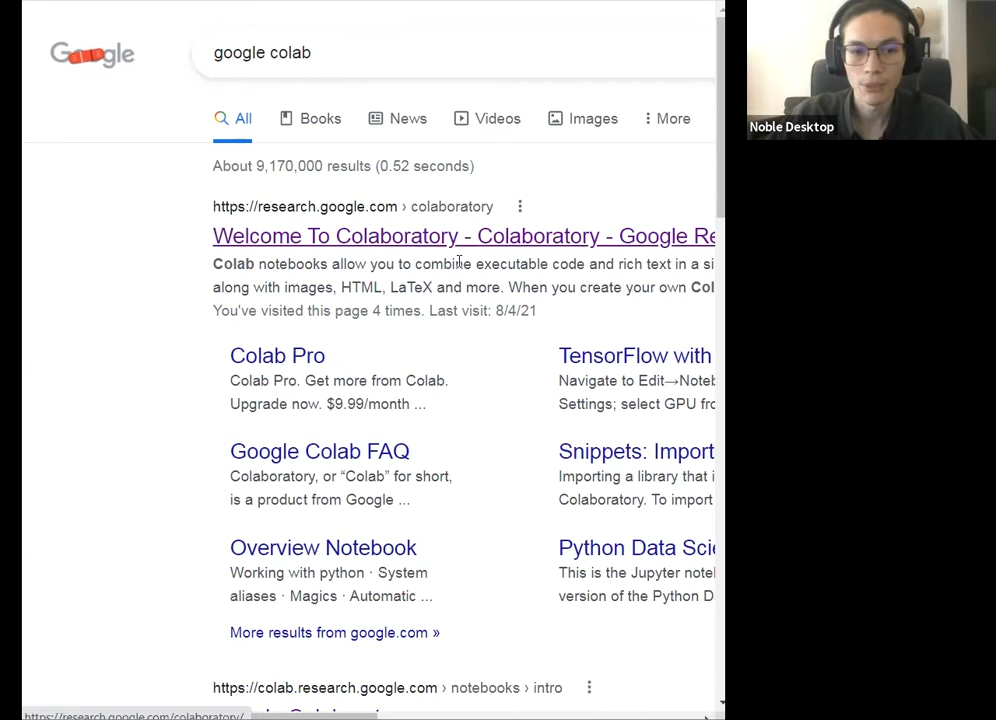 Google
google colab
All
Books
News
Videos
Images
More
Noble Desktop
About 9,170,000 results (0.52 seconds)
https://research.google.com › colaboratory
Welcome To Colaboratory - Colaboratory - Google Re
Colab notebooks allow you to combine executable code and rich text in a si
along with images, HTML, LaTeX and more. When you create your own Col
You've visited this page 4 times. Last visit: 8/4/21
Colab Pro
Colab Pro. Get more from Colab.
Upgrade now. $9.99/month ...
TensorFlow with
Navigate to Edit→Noteb
Settings; select GPU fro
Google Colab FAQ
Colaboratory, or “Colab” for short,
is a product from Google ...
Snippets: Import
Importing a library that i
Colaboratory. To import
Overview Notebook
Working with python · System
aliases · Magics · Automatic ...
Python Data Scie
This is the Jupyter note
version of the Python D
More results from google.com »
https://colab.research.google.com › notebooks › intro
https://research.google.com/colaboratory/